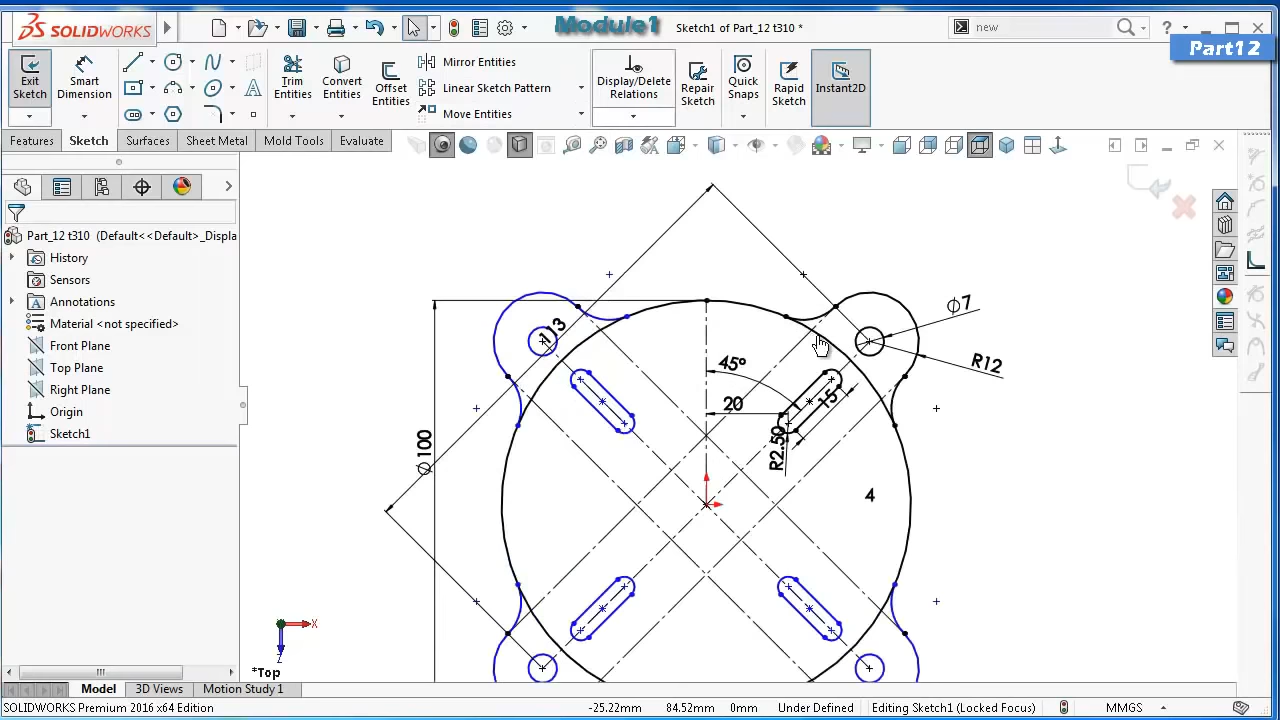 SOLIDWORKS
Module1
Sketch1 of Part_12 t310 *
new
?
Part12
Exit Sketch
Smart Dimension
Trim Entities
Convert Entities
Offset Entities
Mirror Entities
Linear Sketch Pattern
Move Entities
Display/Delete Relations
Repair Sketch
Quick Snaps
Rapid Sketch
Instant2D
Features
Sketch
Surfaces
Sheet Metal
Mold Tools
Evaluate
Part_12 t310 (Default<<Default>_Displa
History
Sensors
Annotations
Material <not specified>
Front Plane
Top Plane
Right Plane
Origin
Sketch1
113
⌀7
R12
45°
20
15
R2.50
⌀100
4
X
Z
*Top
Model
3D Views
Motion Study 1
SOLIDWORKS Premium 2016 x64 Edition
-25.22mm
84.52mm
0mm
Under Defined
Editing Sketch1 (Locked Focus)
MMGS